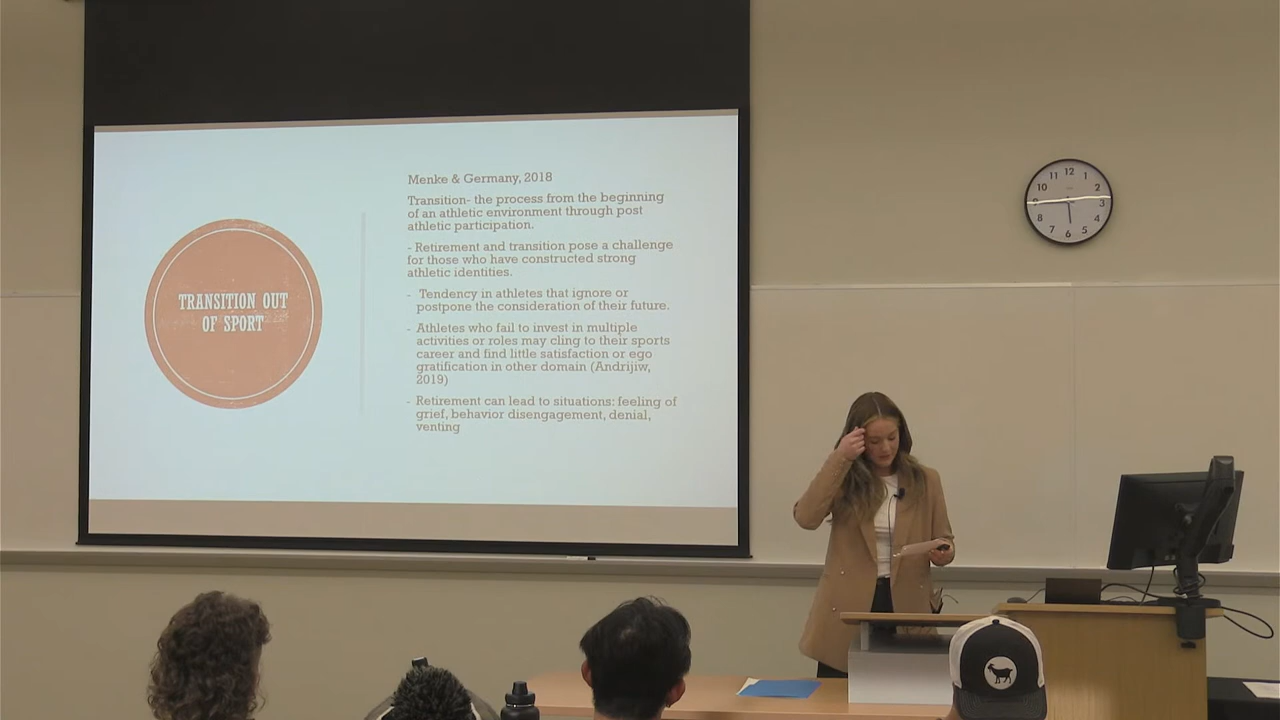 TRANSITION OUT
OF SPORT
Menke & Germany, 2018
Transition- the process from the beginning
of an athletic environment through post
athletic participation.
- Retirement and transition pose a challenge
for those who have constructed strong
athletic identities.
- Tendency in athletes that ignore or
postpone the consideration of their future.
- Athletes who fail to invest in multiple
activities or roles may cling to their sports
career and find little satisfaction or ego
gratification in other domain (Andrijiw,
2019)
- Retirement can lead to situations: feeling of
grief, behavior disengagement, denial,
venting
12
11 1
10 2
9 3
8 4
7 5
6